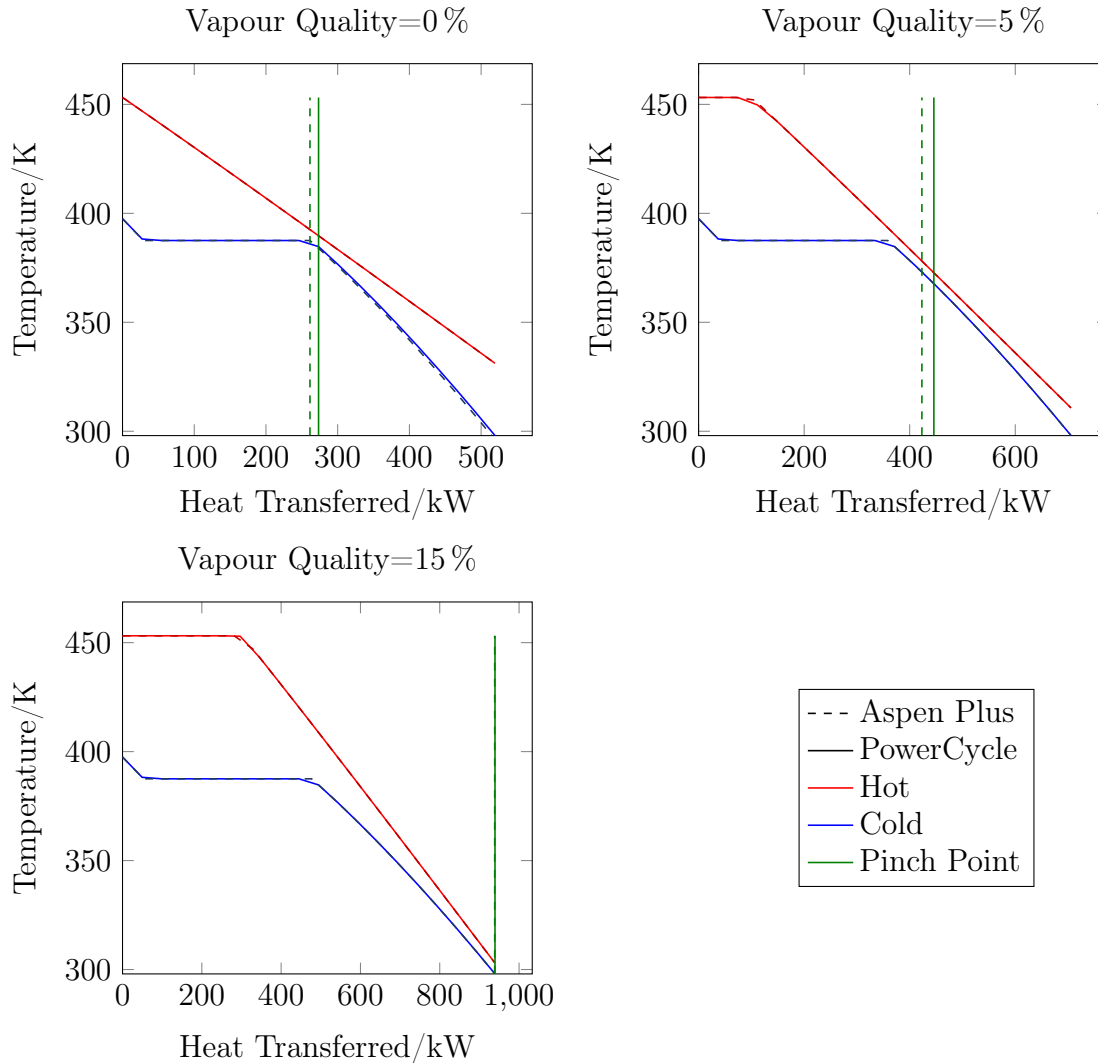 Vapour Quality=0 %
450
400
350
300
0 100 200 300 400 500
Temperature/K
Heat Transferred/kW
Vapour Quality=5 %
450
400
350
300
0 200 400 600
Temperature/K
Heat Transferred/kW
Vapour Quality=15 %
450
400
350
300
0 200 400 600 800 1,000
Temperature/K
Heat Transferred/kW
Aspen Plus
PowerCycle
Hot
Cold
Pinch Point